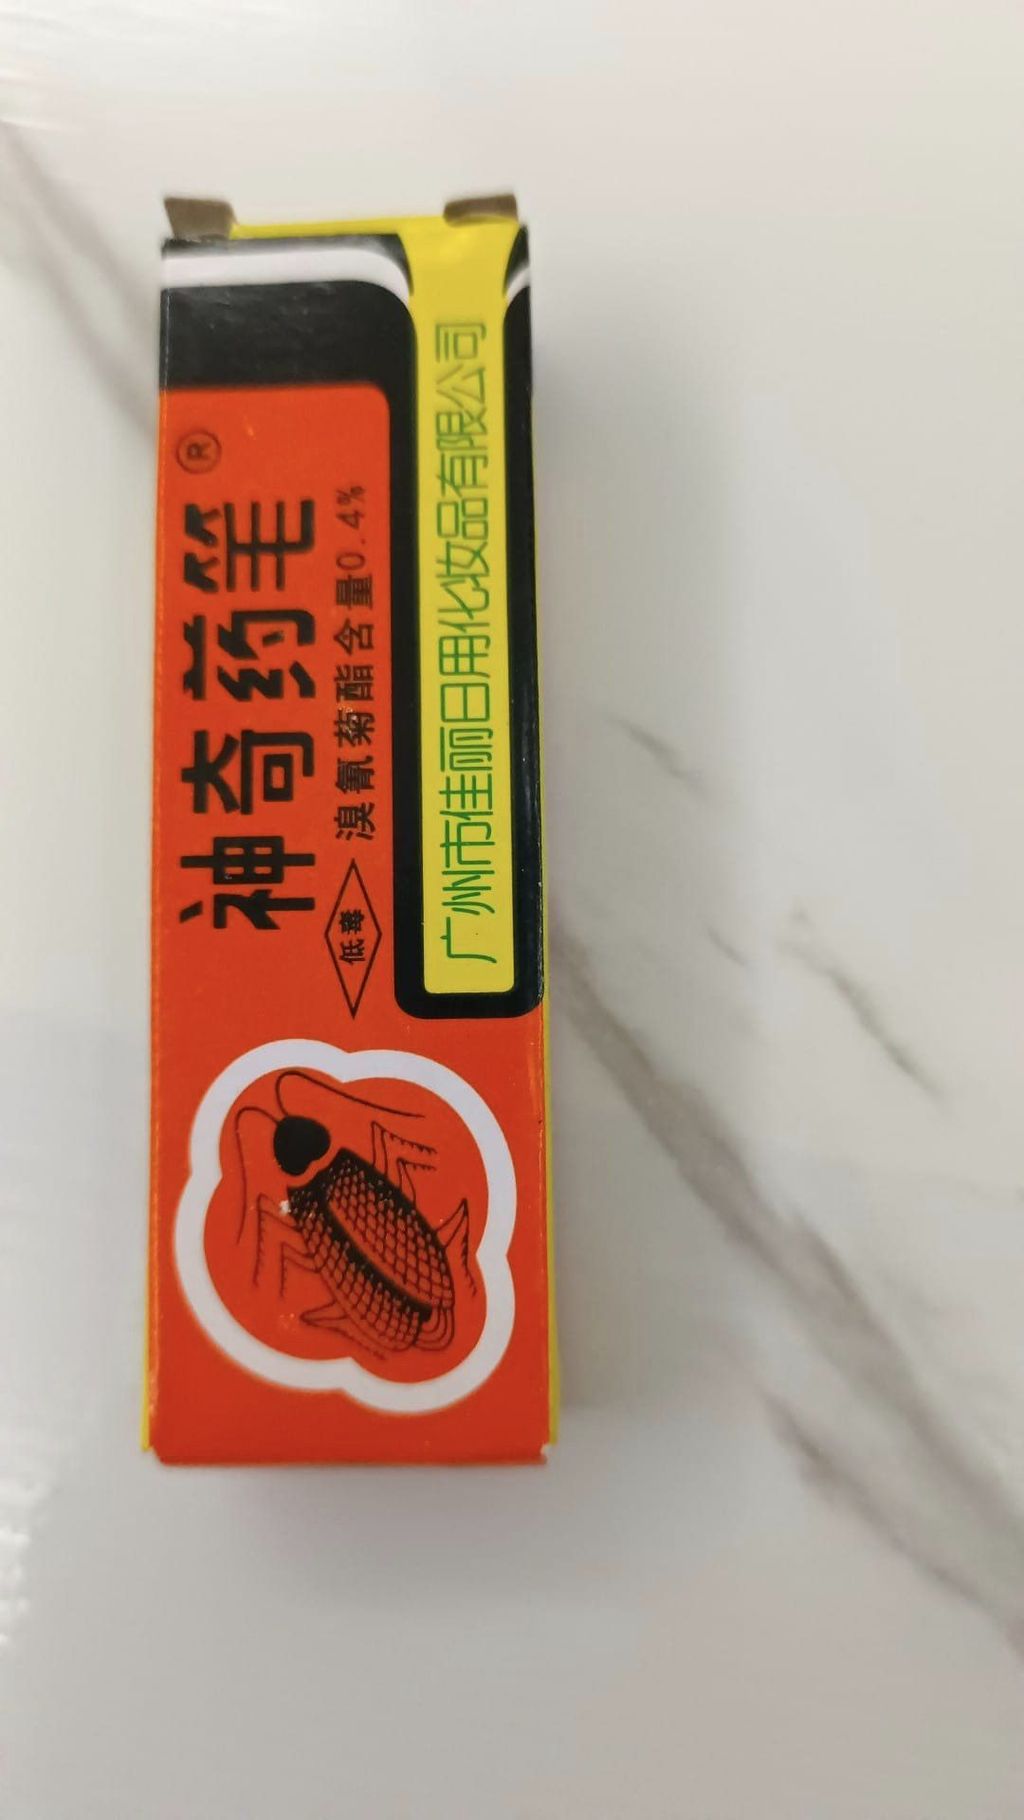 神奇药笔®
低毒 溴氰菊酯含量0.4%
广州市佳丽日用化妆品有限公司